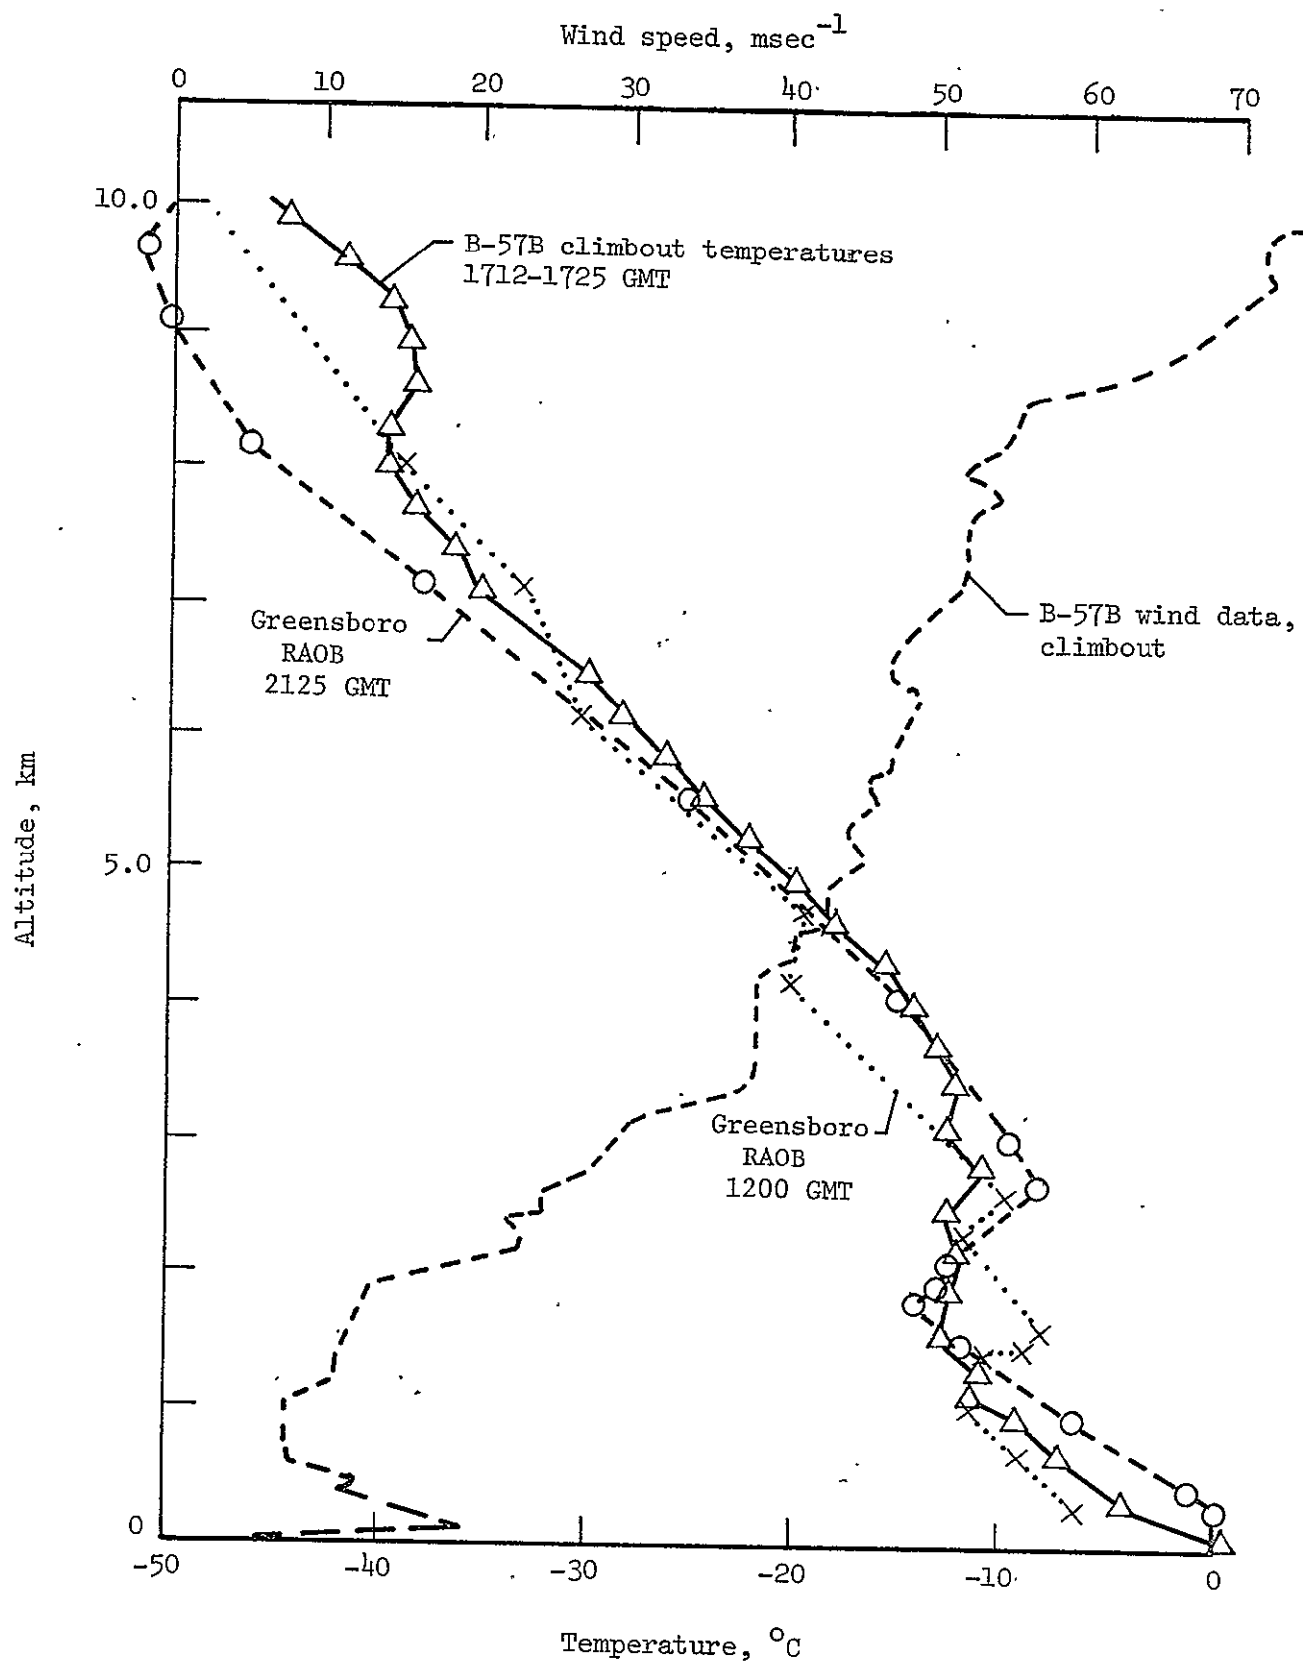 Wind speed, msec-1
0 10 20 30 40 50 60 70
10.0
B-57B climbout temperatures
1712-1725 GMT
B-57B wind data,
climbout
Greensboro
RAOB
2125 GMT
Altitude, km
5.0
Greensboro
RAOB
1200 GMT
0
-50 -40 -30 -20 -10 0
Temperature, °C